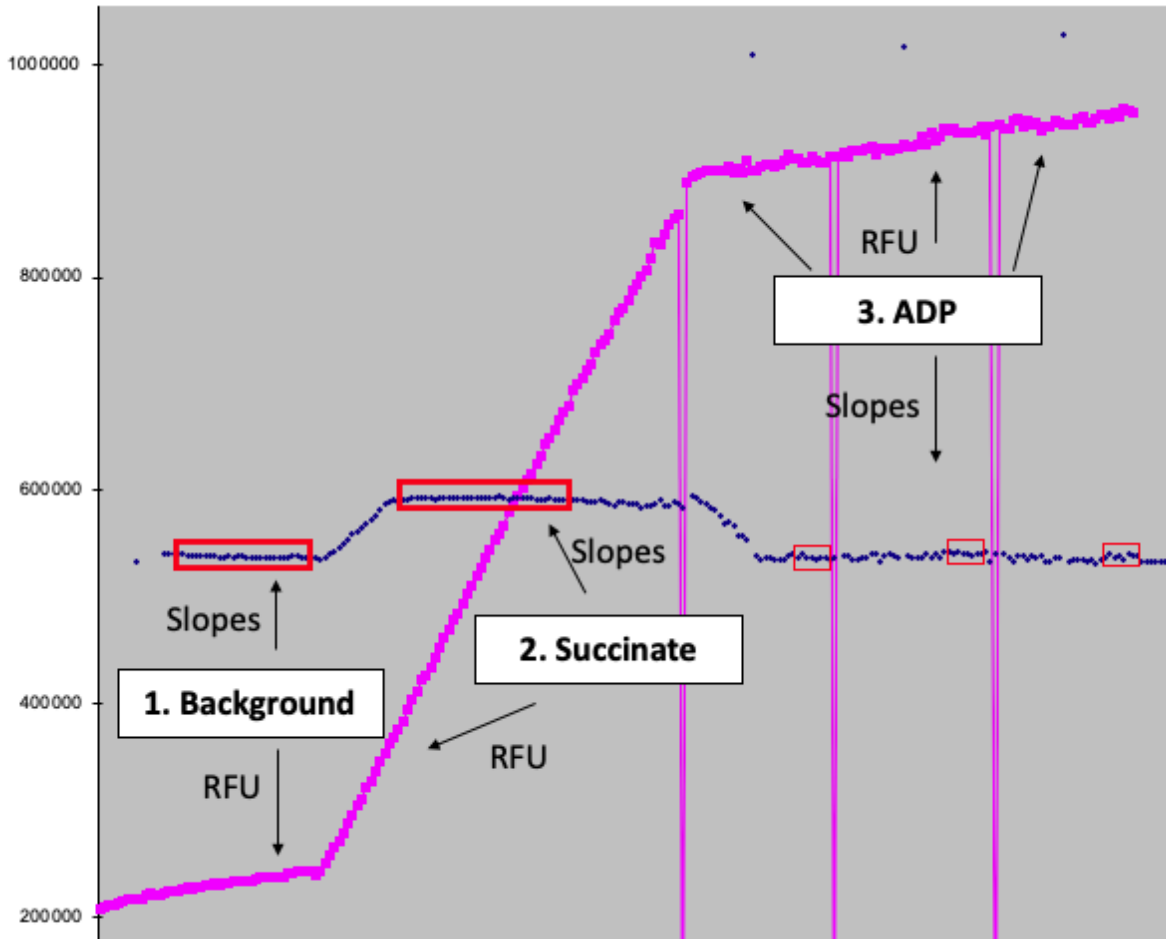 1000000
800000
600000
400000
200000
RFU
3. ADP
Slopes
Slopes
2. Succinate
RFU
Slopes
1. Background
RFU